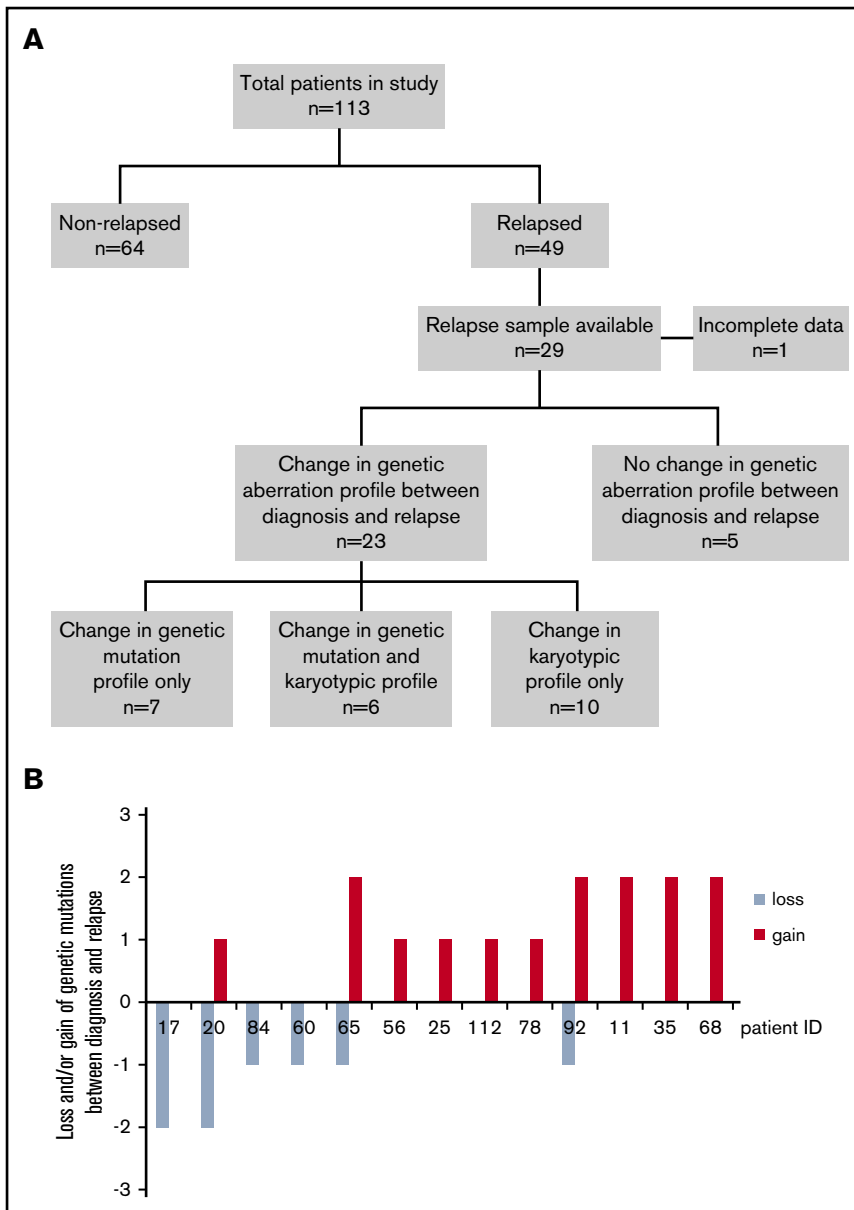 A
Total patients in study
n=113
Non-relapsed
n=64
Relapsed
n=49
Relapse sample available
n=29
Incomplete data
n=1
Change in genetic
aberration profile between
diagnosis and relapse
n=23
No change in genetic
aberration profile between
diagnosis and relapse
n=5
Change in genetic
mutation
profile only
n=7
Change in genetic
mutation and
karyotypic profile
n=6
Change in
karyotypic
profile only
n=10
B
Loss and/or gain of genetic mutations
between diagnosis and relapse
3
2
1
0
-1
-2
-3
17 20 84 60 65 56 25 112 78 92 11 35 68 patient ID
loss
gain